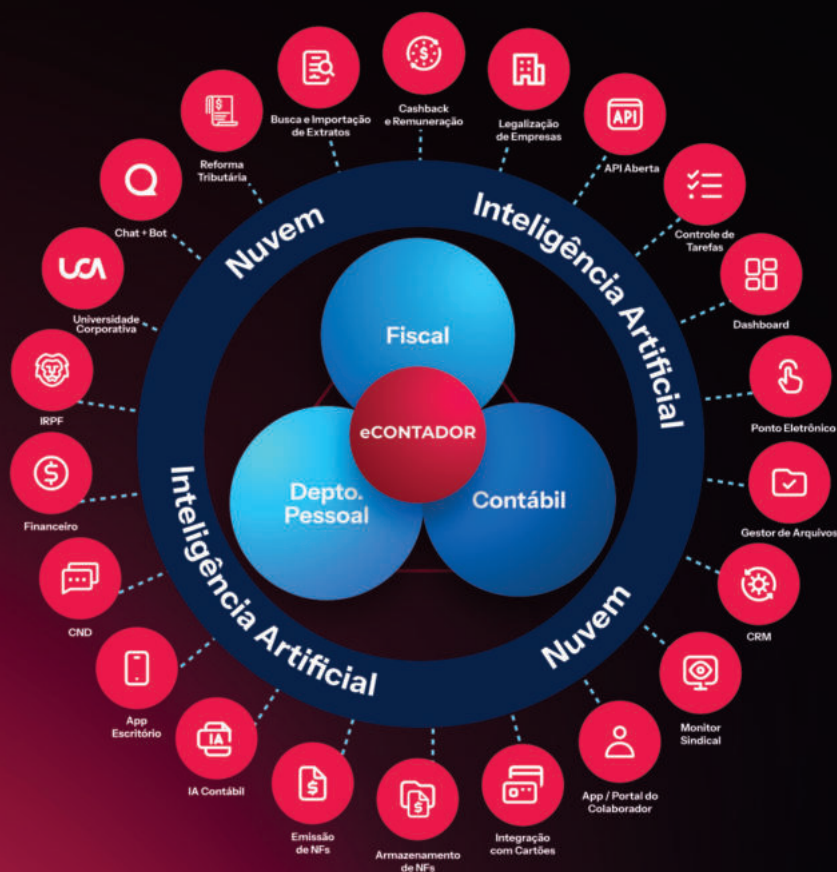 Cashback
e Remuneração
Legalização
de Empresas
API
API Aberta
Controle de
Tarefas
Dashboard
Ponto Eletrônico
Gestor de Arquivos
CRM
Monitor
Sindical
App / Portal do
Colaborador
Integração
com Cartões
Armazenamento
de NFs
Emissão
de NFs
IA
IA Contábil
App
Escritório
CND
Financeiro
IRPF
UCA
Universidade
Corporativa
Chat + Bot
Reforma
Tributária
Busca e Importação
de Extratos
Nuvem
Inteligência Artificial
Nuvem
Inteligência Artificial
Fiscal
eCONTADOR
Depto.
Pessoal
Contábil